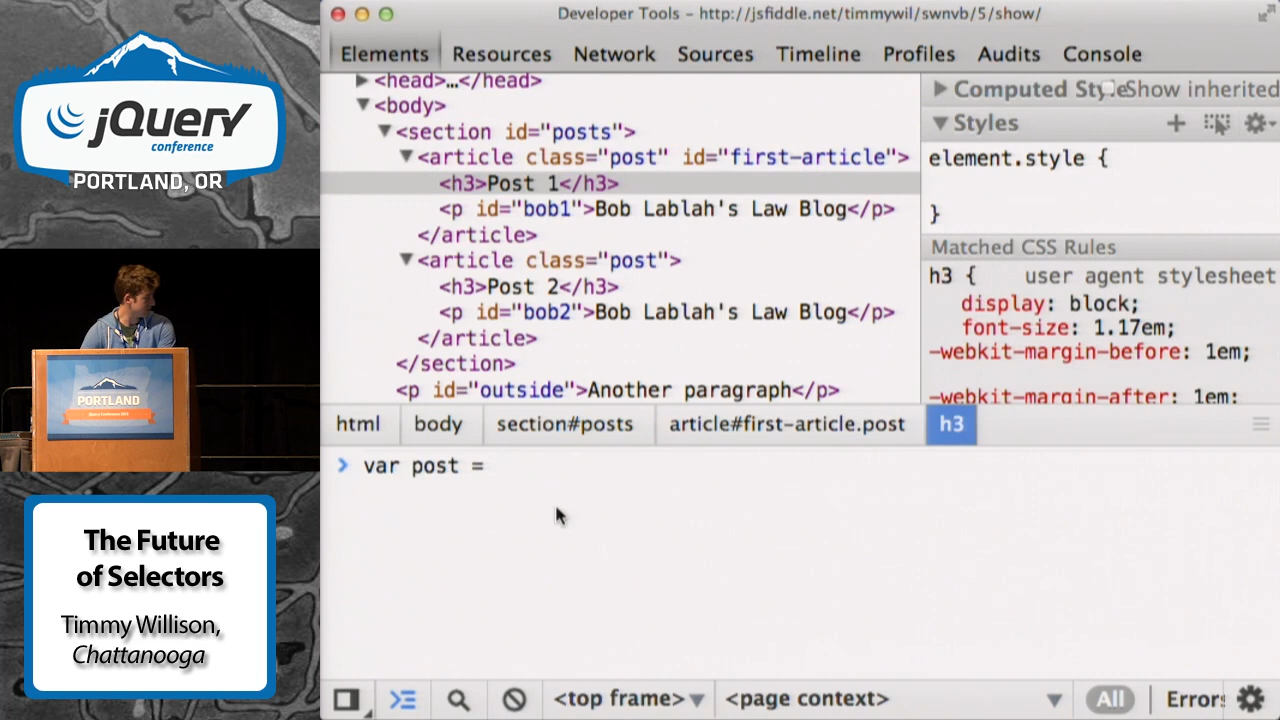 jQuery
conference
PORTLAND, OR
PORTLAND
The Future
of Selectors
Timmy Willison,
Chattanooga
Developer Tools - http://jsfiddle.net/timmywil/swnvb/5/show/
Elements Resources Network Sources Timeline Profiles Audits Console
▶<head>…</head>
▼<body>
▼<section id="posts">
▼<article class="post" id="first-article">
<h3>Post 1</h3>
<p id="bob1">Bob Lablah's Law Blog</p>
</article>
▼<article class="post">
<h3>Post 2</h3>
<p id="bob2">Bob Lablah's Law Blog</p>
</article>
</section>
<p id="outside">Another paragraph</p>
▶ Computed Style Show inherited
▼ Styles
element.style {
}
Matched CSS Rules
h3 { user agent stylesheet
display: block;
font-size: 1.17em;
-webkit-margin-before: 1em;
-webkit-margin-after: 1em;
html body section#posts article#first-article.post h3
> var post =
<top frame> ▼ <page context> ▼ All Errors